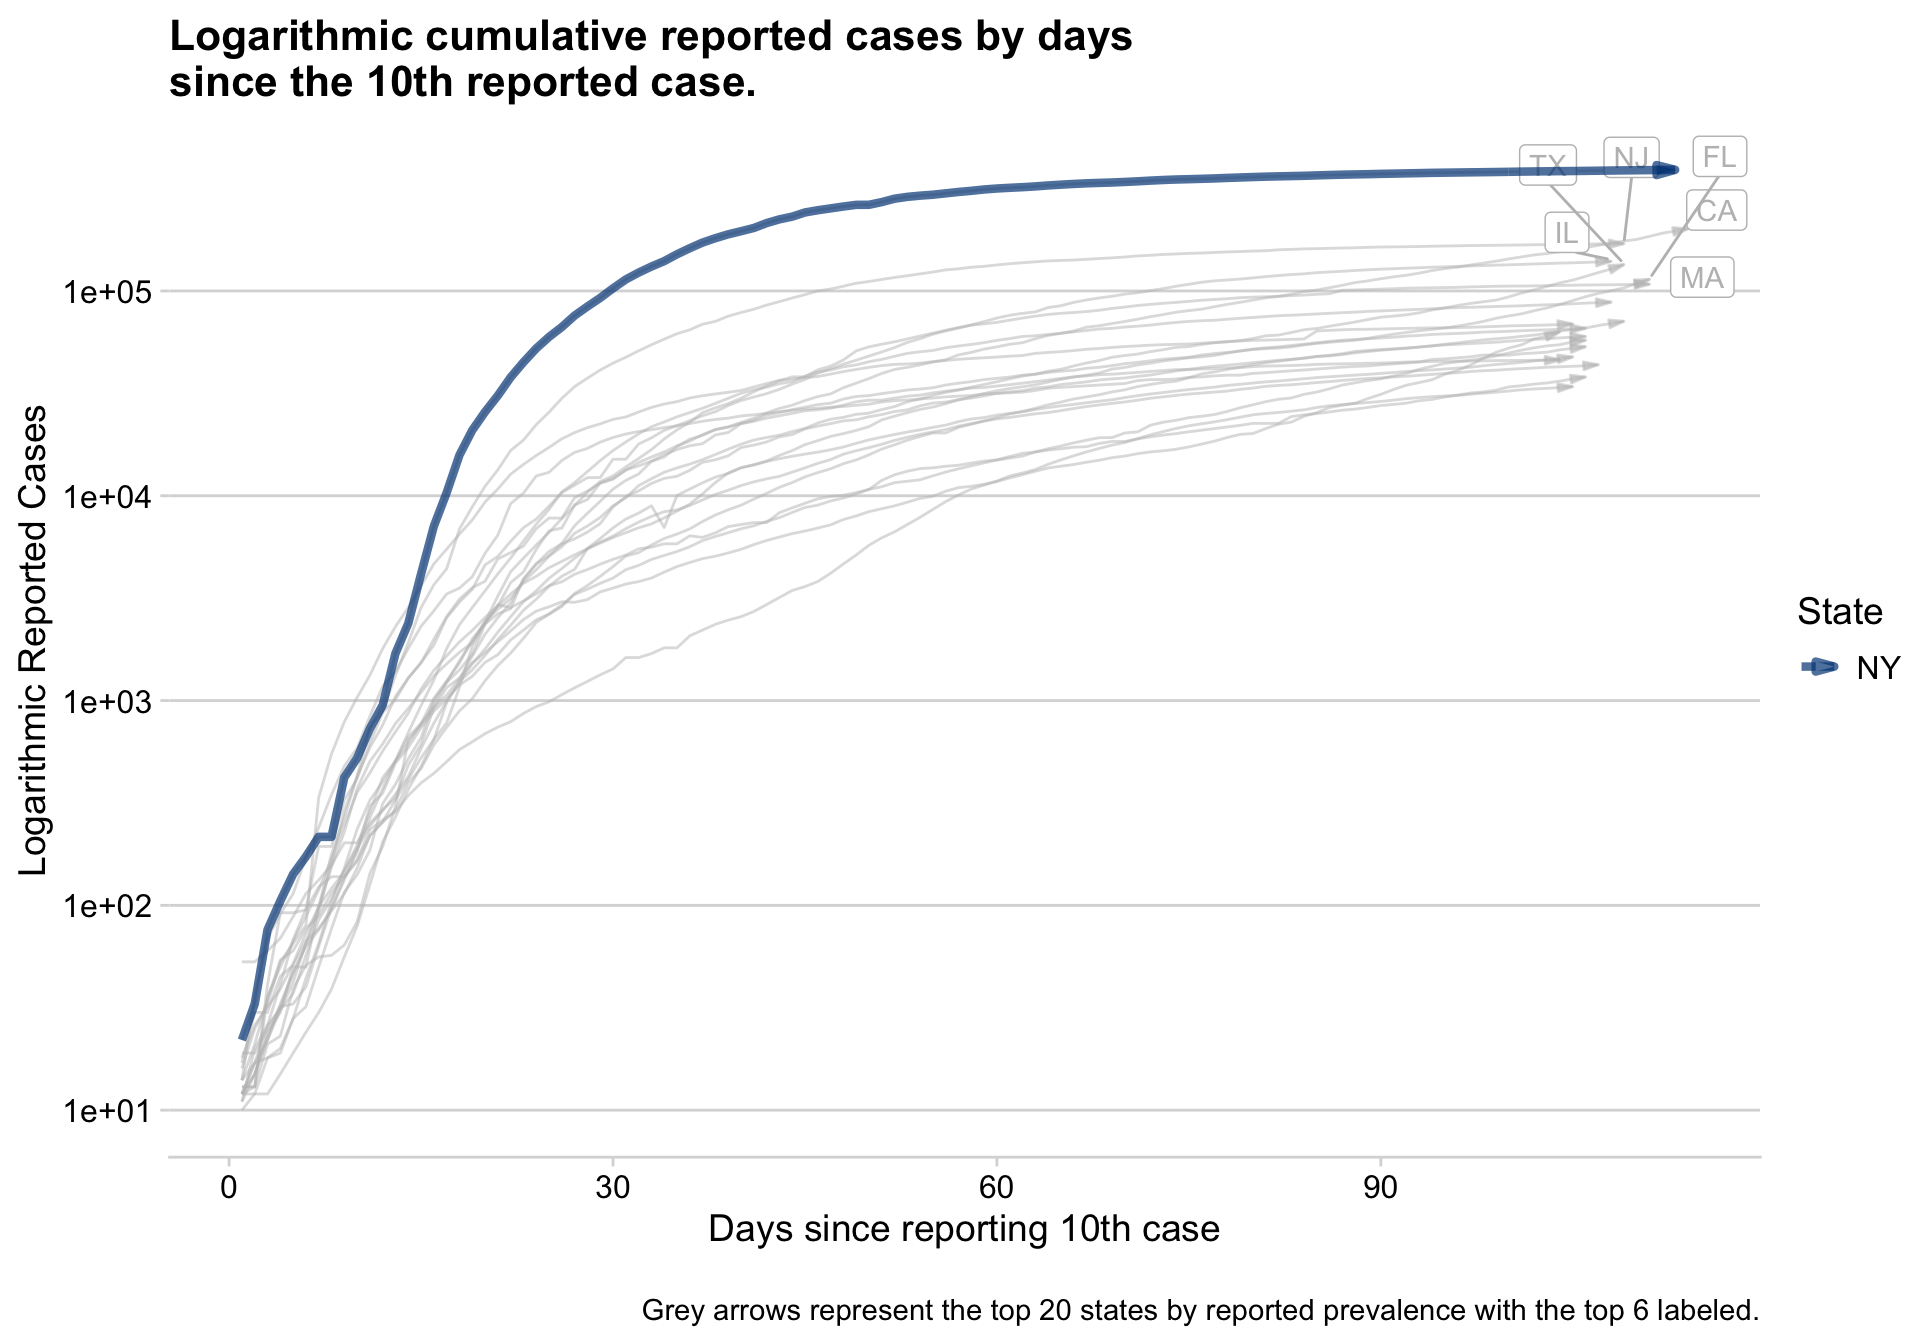 Logarithmic cumulative reported cases by days
since the 10th reported case.
TX
NJ
FL
CA
IL
MA
1e+05
1e+04
1e+03
1e+02
1e+01
Logarithmic Reported Cases
State
NY
0
30
60
90
Days since reporting 10th case
Grey arrows represent the top 20 states by reported prevalence with the top 6 labeled.